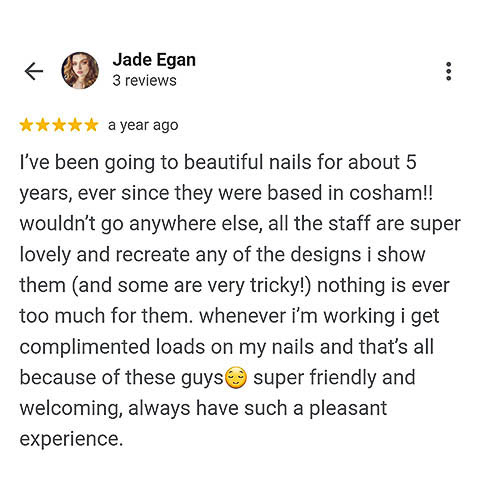 Jade Egan
3 reviews
a year ago
I’ve been going to beautiful nails for about 5
years, ever since they were based in cosham!!
wouldn’t go anywhere else, all the staff are super
lovely and recreate any of the designs i show
them (and some are very tricky!) nothing is ever
too much for them. whenever i’m working i get
complimented loads on my nails and that’s all
because of these guys😌 super friendly and
welcoming, always have such a pleasant
experience.